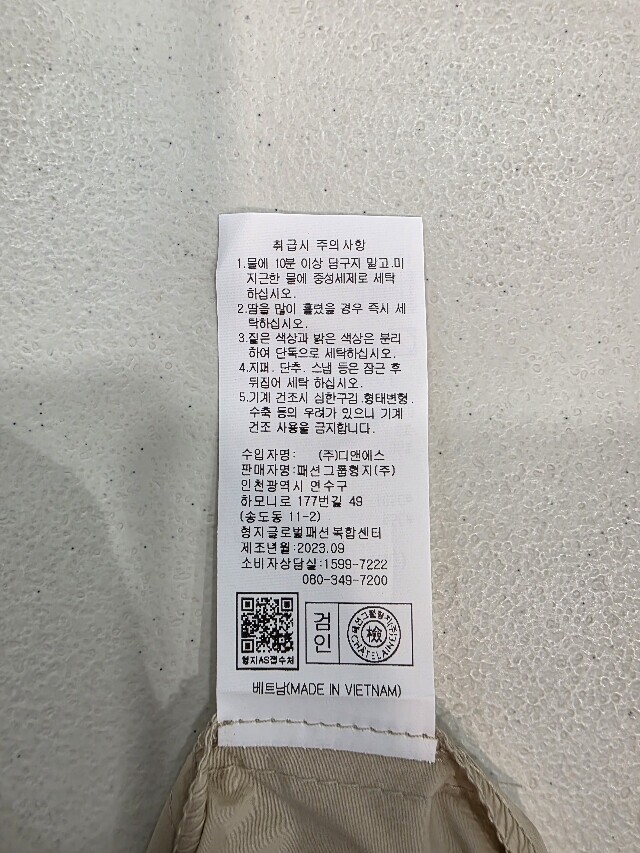 취급시 주의사항
1.물에 10분 이상 담구지 말고.미
지근한 물에 중성세제로 세탁
하십시오.
2.땀을 많이 흘렸을 경우 즉시 세
탁하십시오.
3.짙은 색상과 밝은 색상은 분리
하여 단독으로 세탁하십시오.
4.지퍼. 단추. 스냅 등은 잠근 후
뒤집어 세탁 하십시오.
5.기계 건조시 심한구김.형태변형.
수축 등의 우려가 있으니 기계
건조 사용을 금지합니다.
수입자명: (주)디앤에스
판매자명:패션그룹형지(주)
인천광역시 연수구
하모니로 177번길 49
(송도동 11-2)
형지글로벌패션복합센터
제조년월:2023.09
소비자상담실:1599-7222
080-349-7200
형지AS접수처
검인
패션그룹형지(주)
檢
CHATELAINE
베트남(MADE IN VIETNAM)